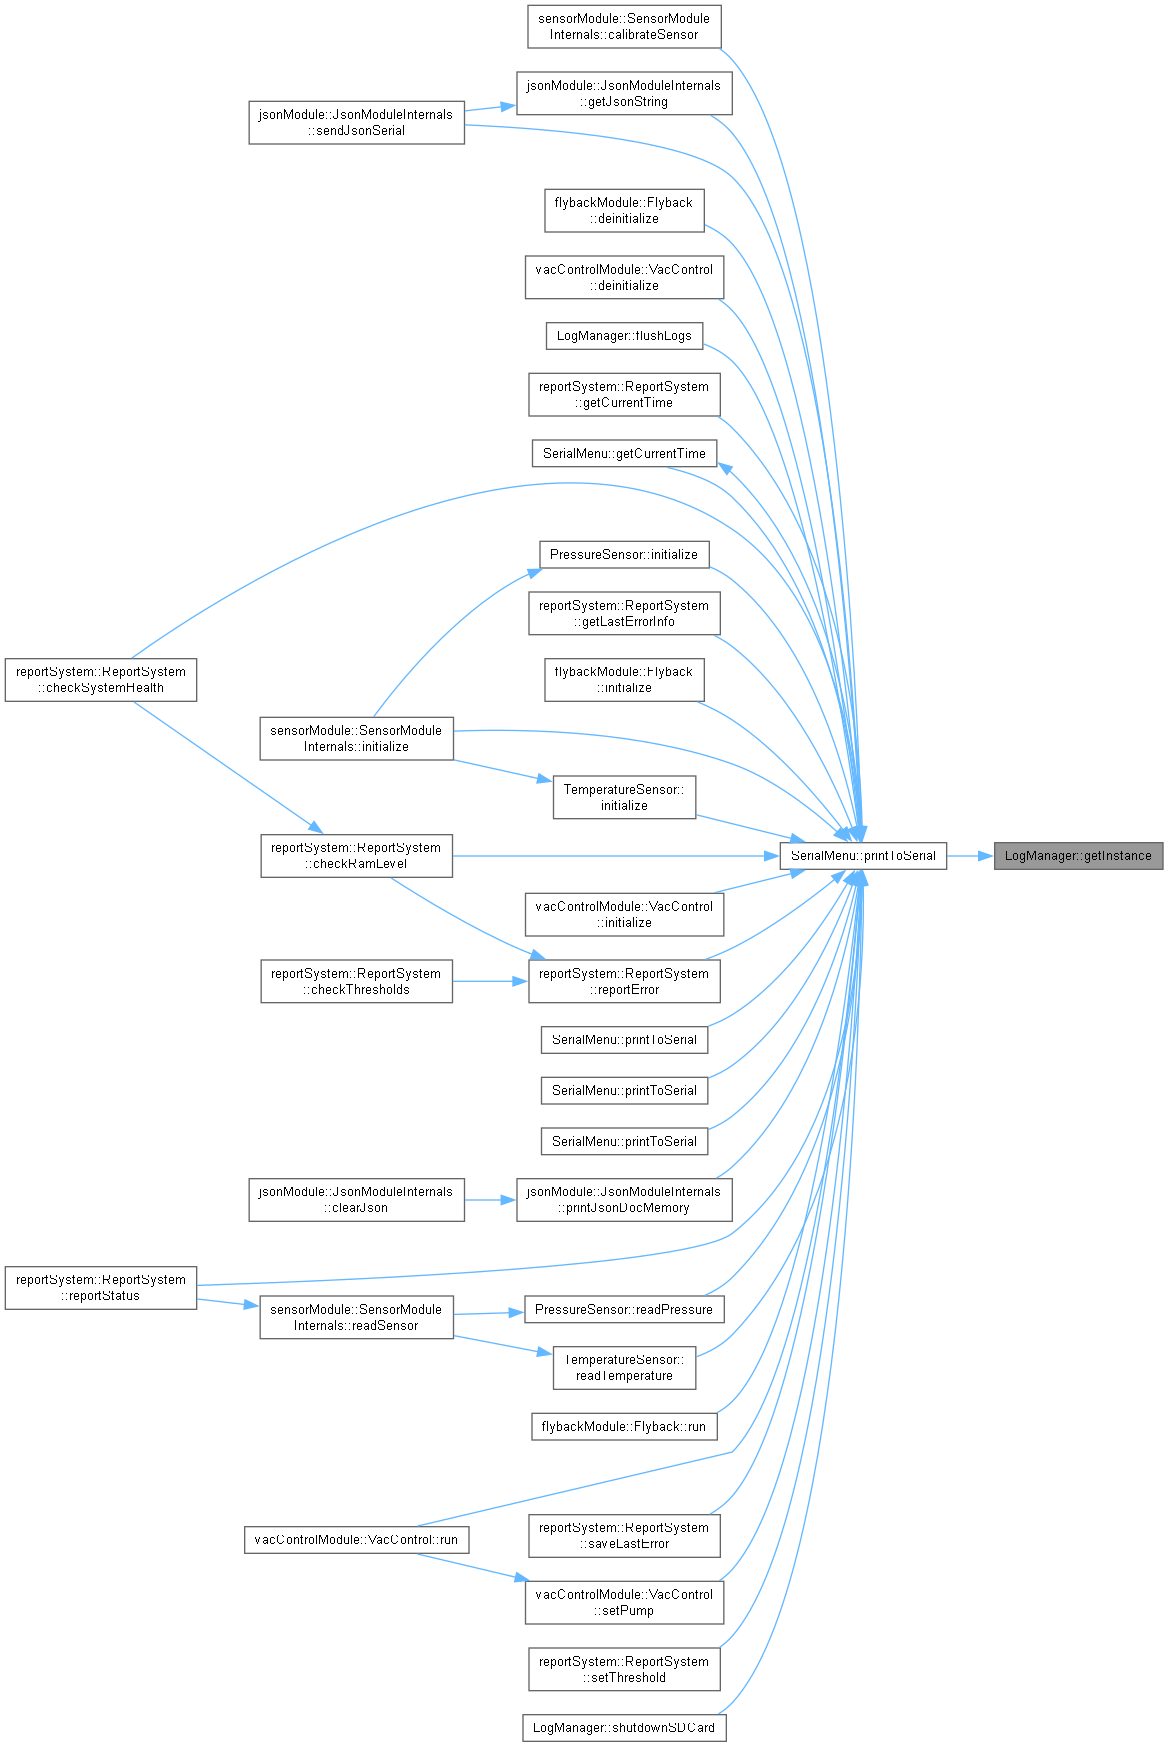 sensorModule::SensorModule
Internals::calibrateSensor
jsonModule::JsonModuleInternals
::getJsonString
jsonModule::JsonModuleInternals
::sendJsonSerial
flybackModule::Flyback
::deinitialize
vacControlModule::VacControl
::deinitialize
LogManager::flushLogs
reportSystem::ReportSystem
::getCurrentTime
SerialMenu::getCurrentTime
PressureSensor::initialize
reportSystem::ReportSystem
::getLastErrorInfo
reportSystem::ReportSystem
::checkSystemHealth
flybackModule::Flyback
::initialize
sensorModule::SensorModule
Internals::initialize
TemperatureSensor::
initialize
reportSystem::ReportSystem
::checkRamLevel
SerialMenu::printToSerial
LogManager::getInstance
vacControlModule::VacControl
::initialize
reportSystem::ReportSystem
::checkThresholds
reportSystem::ReportSystem
::reportError
SerialMenu::printToSerial
SerialMenu::printToSerial
SerialMenu::printToSerial
jsonModule::JsonModuleInternals
::clearJson
jsonModule::JsonModuleInternals
::printJsonDocMemory
reportSystem::ReportSystem
::reportStatus
sensorModule::SensorModule
Internals::readSensor
PressureSensor::readPressure
TemperatureSensor::
readTemperature
flybackModule::Flyback::run
vacControlModule::VacControl::run
reportSystem::ReportSystem
::saveLastError
vacControlModule::VacControl
::setPump
reportSystem::ReportSystem
::setThreshold
LogManager::shutdownSDCard